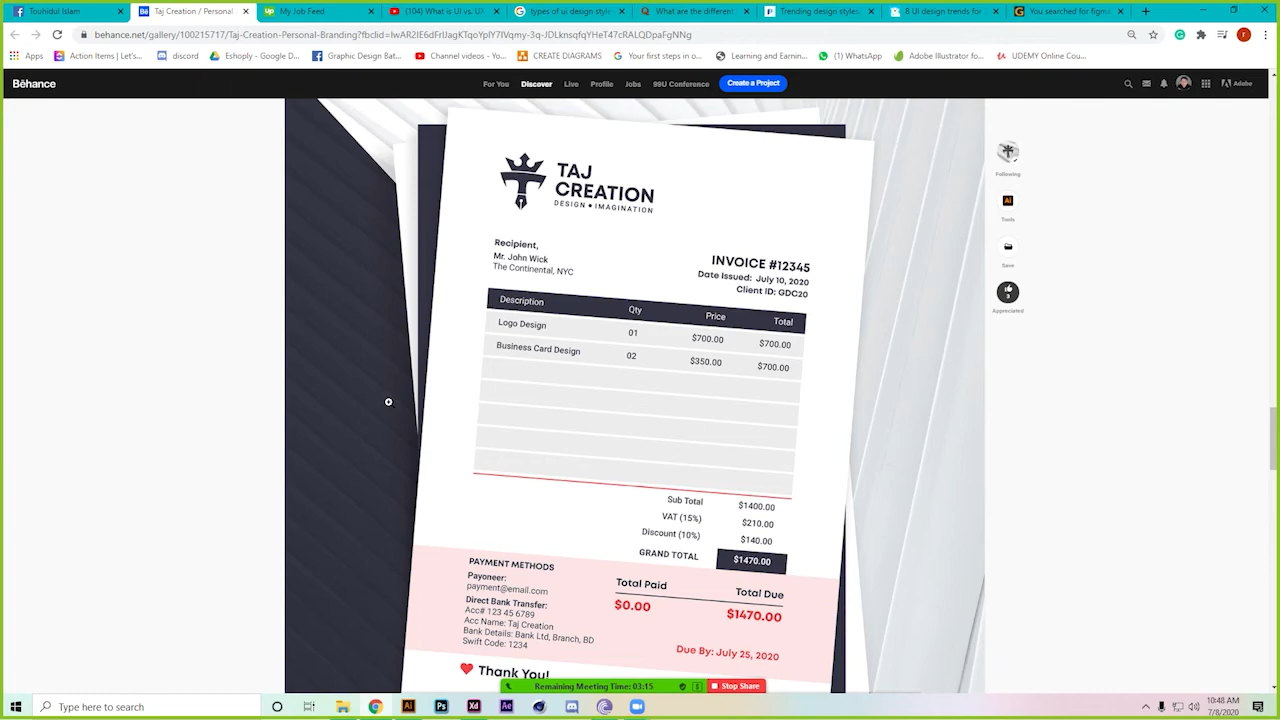 Touhidul Islam
Taj Creation / Personal
My Job Feed
(104) What is UI vs. UX
types of ui design style
What are the different
Trending design styles
8 UI design trends for
You searched for figm
behance.net/gallery/100215717/Taj-Creation-Personal-Branding?fbclid=
Apps
Action Items | Let's...
discord
Eshoply - Google D...
Graphic Design Bat...
Channel videos - Yo...
CREATE DIAGRAMS
Your first steps in o...
Learning and Earnin...
(1) WhatsApp
Adobe Illustrator fo...
UDEMY Online Cou...
Bēhance
For You
Discover
Live
Profile
Jobs
99U Conference
Create a Project
Adobe
Following
Ai
Tools
Save
3
Appreciated
TAJ
CREATION
DESIGN • IMAGINATION
Recipient,
Mr. John Wick
The Continental, NYC
INVOICE #12345
Date Issued: July 10, 2020
Client ID: GDC20
Description Qty Price Total
Logo Design 01 $700.00 $700.00
Business Card Design 02 $350.00 $700.00
Sub Total $1400.00
VAT (15%) $210.00
Discount (10%) $140.00
GRAND TOTAL $1470.00
PAYMENT METHODS
Payoneer:
payment@email.com
Direct Bank Transfer:
Acc# 123 45 6789
Acc Name: Taj Creation
Bank Details: Bank Ltd, Branch, BD
Swift Code: 1234
Total Paid Total Due
$0.00 $1470.00
Due By: July 25, 2020
Thank You!
Remaining Meeting Time: 03:15
Stop Share
Type here to search
Ai
Ps
Xd
Ae
10:48 AM
7/8/2020